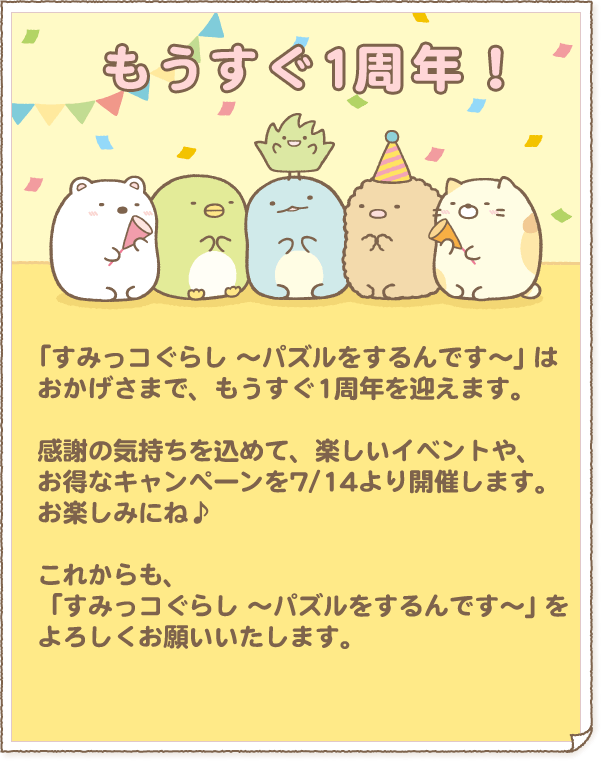 もうすぐ1周年！
「すみっコぐらし ～パズルをするんです～」は
おかげさまで、もうすぐ1周年を迎えます。
感謝の気持ちを込めて、楽しいイベントや、
お得なキャンペーンを7/14より開催します。
お楽しみにね♪
これからも、
「すみっコぐらし ～パズルをするんです～」を
よろしくお願いいたします。